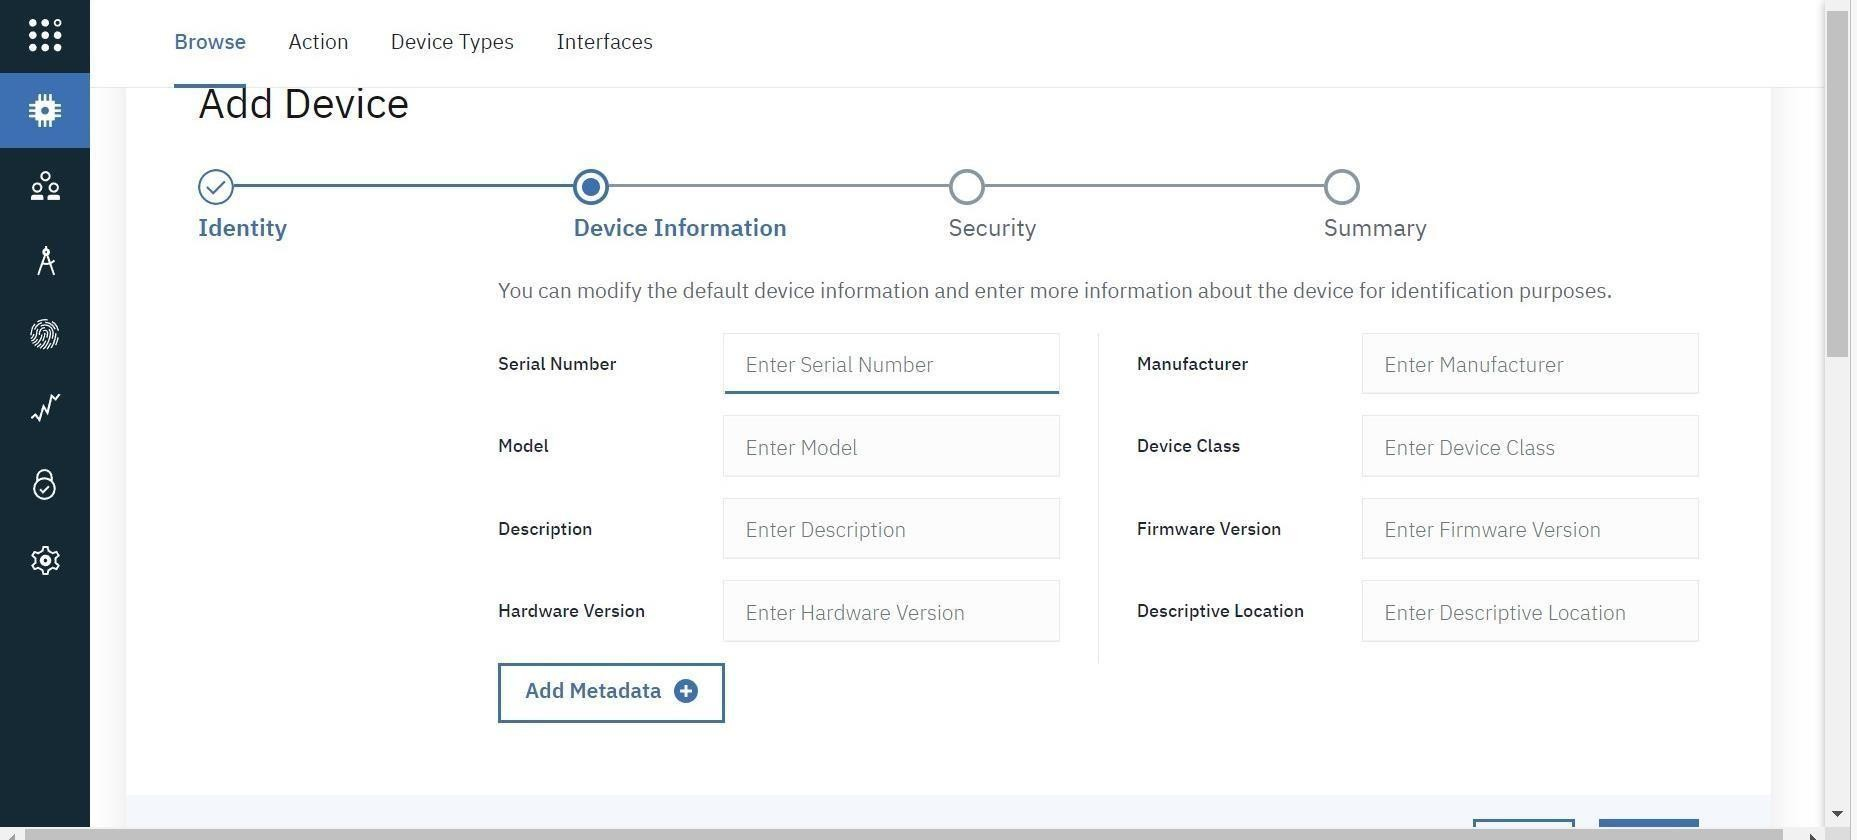 Browse Action Device Types Interfaces
Add Device
Identity Device Information Security Summary
You can modify the default device information and enter more information about the device for identification purposes.
Serial Number Enter Serial Number Manufacturer Enter Manufacturer
Model Enter Model Device Class Enter Device Class
Description Enter Description Firmware Version Enter Firmware Version
Hardware Version Enter Hardware Version Descriptive Location Enter Descriptive Location
Add Metadata